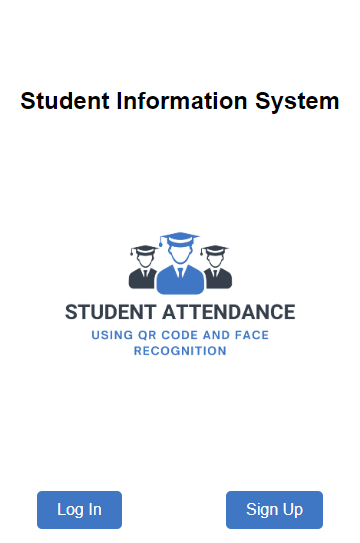 Student Information System
STUDENT ATTENDANCE
USING QR CODE AND FACE
RECOGNITION
Log In
Sign Up